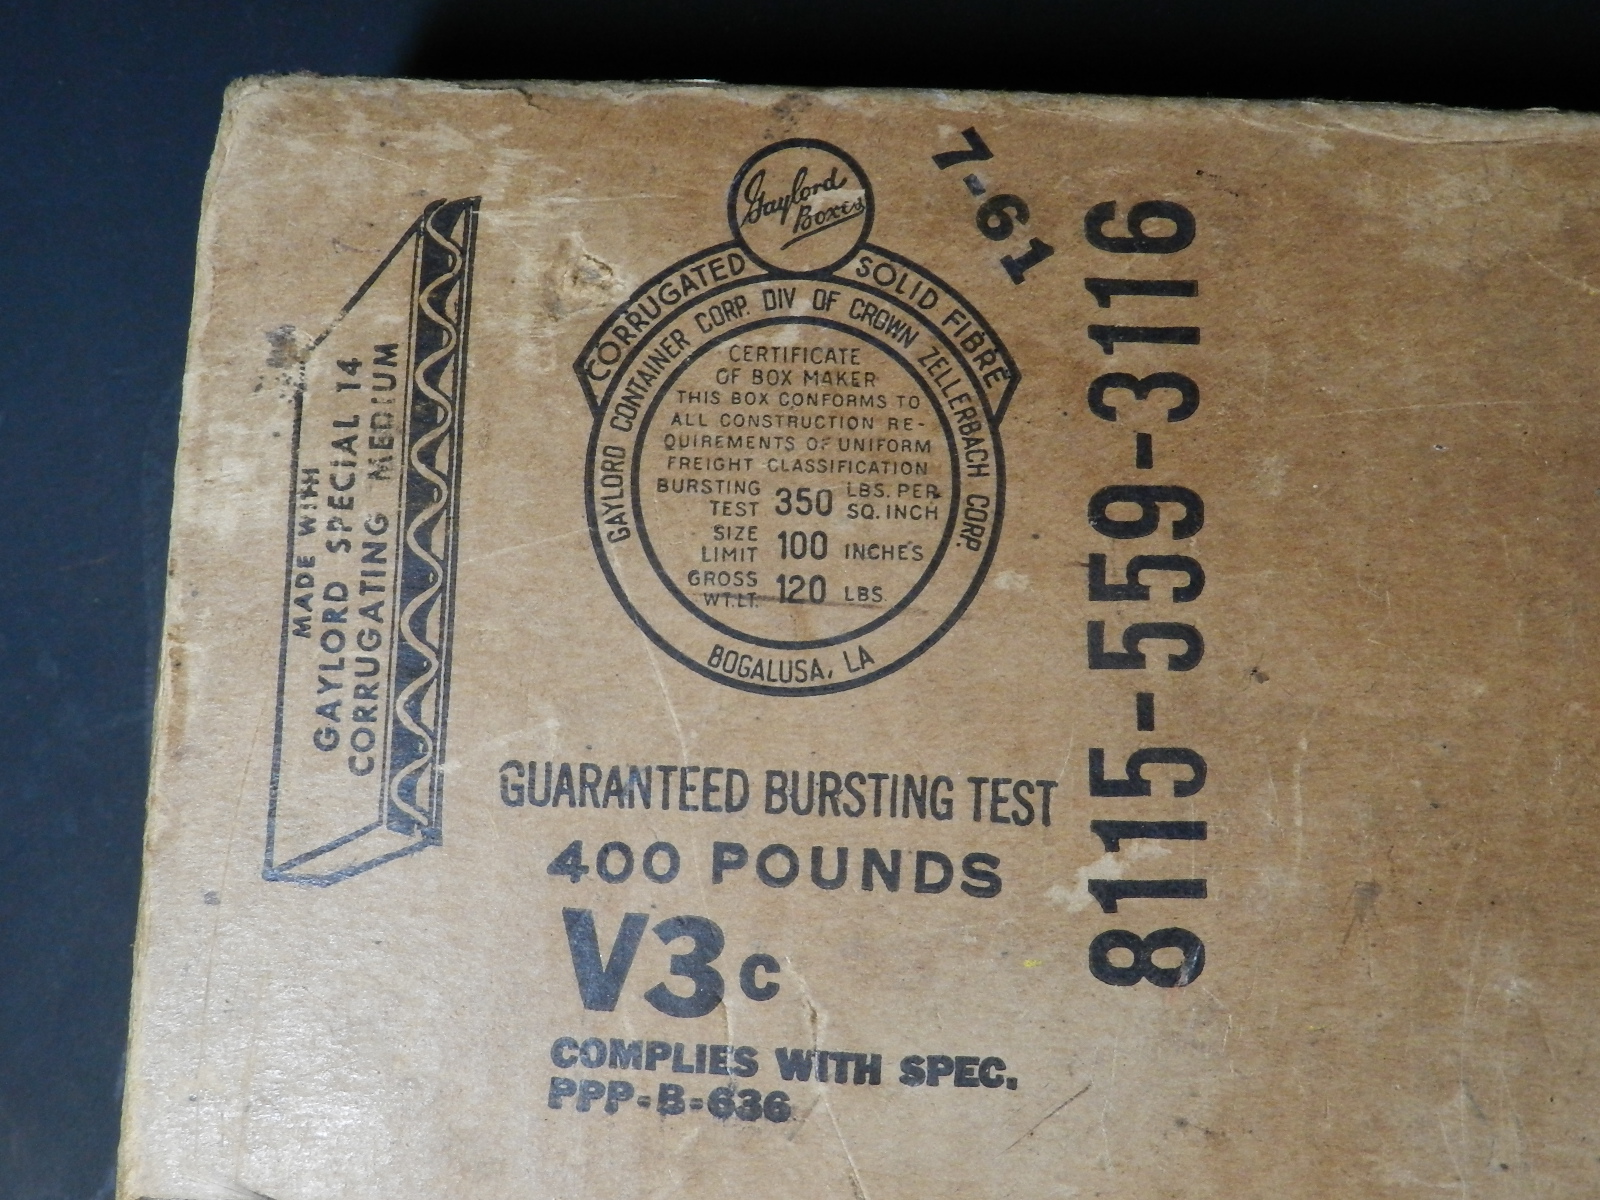 MADE WITH
GAYLORD SPECIAL 14
CORRUGATING MEDIUM
Gaylord
Boxes
CORRUGATED SOLID FIBRE
GAYLORD CONTAINER CORP. DIV OF CROWN ZELLERBACH CORP.
CERTIFICATE
OF BOX MAKER
THIS BOX CONFORMS TO
ALL CONSTRUCTION RE-
QUIREMENTS OF UNIFORM
FREIGHT CLASSIFICATION
BURSTING TEST 350 LBS. PER SQ. INCH
SIZE LIMIT 100 INCHES
GROSS WT. LT. 120 LBS.
BOGALUSA, LA
7-61
8115-559-3116
GUARANTEED BURSTING TEST
400 POUNDS
V3c
COMPLIES WITH SPEC.
PPP-B-636